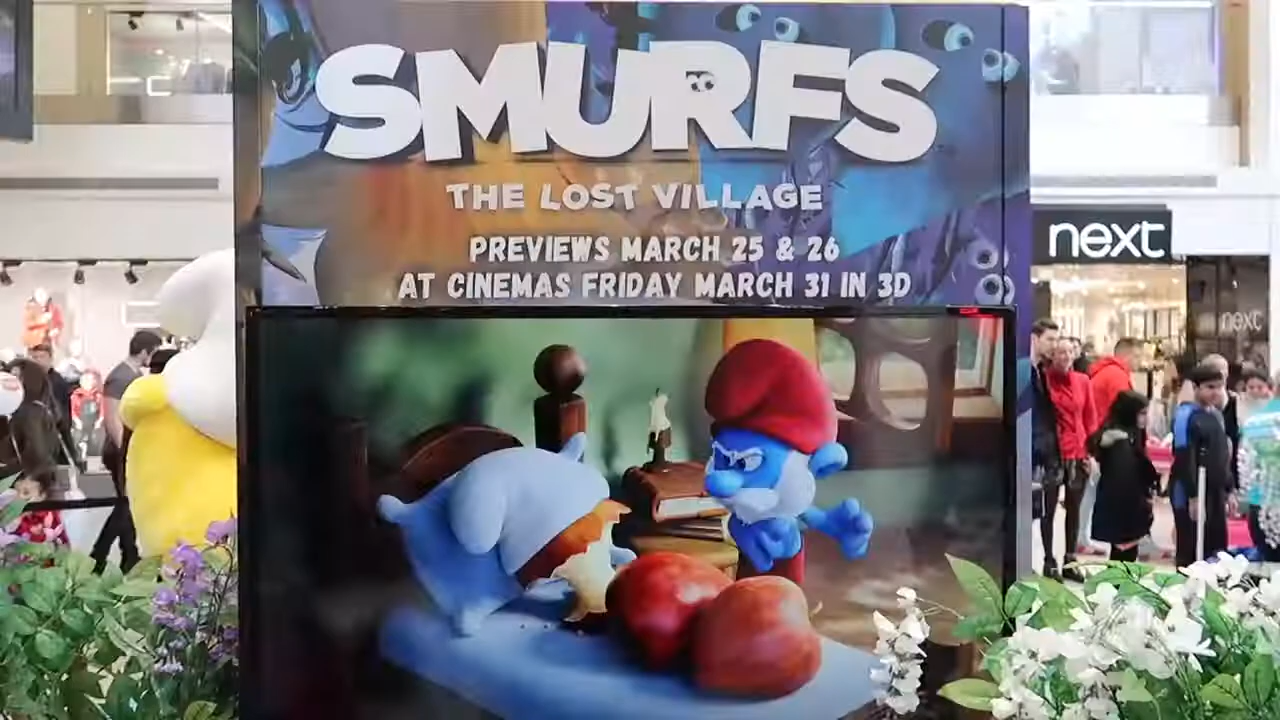 SMURFS
THE LOST VILLAGE
PREVIEWS MARCH 25 & 26
AT CINEMAS FRIDAY MARCH 31 IN 3D
next
next